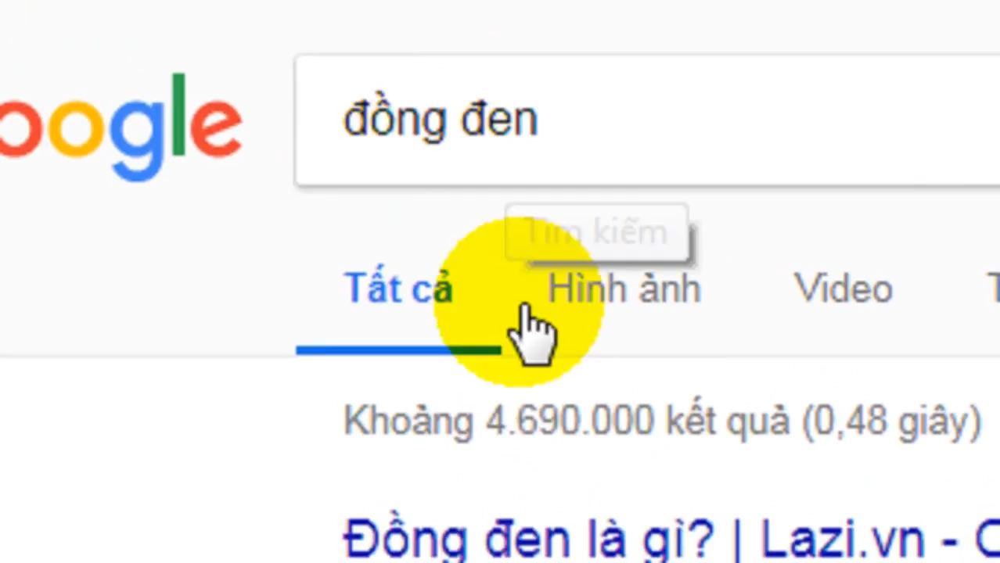 oogle
đồng đen
Tìm kiếm
Tất cả
Hình ảnh
Video
Khoảng 4.690.000 kết quả (0,48 giây)
Đồng đen là gì? | Lazi.vn -